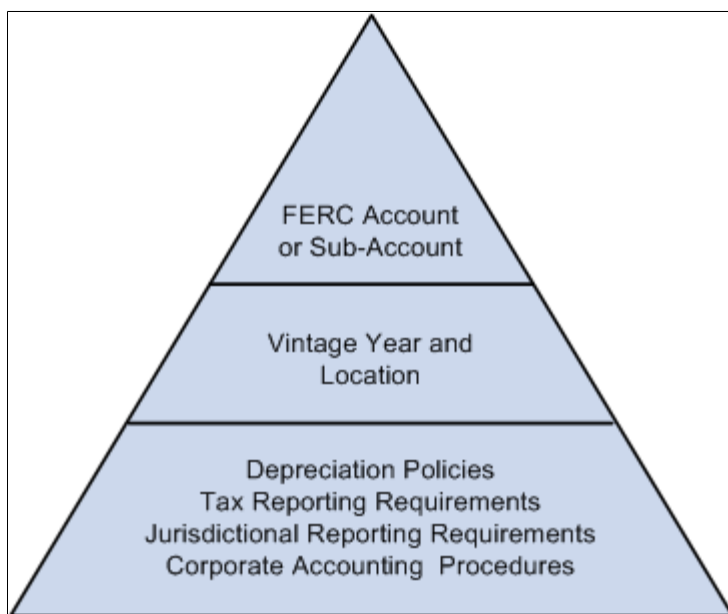 FERC Account
or Sub-Account
Vintage Year and
Location
Depreciation Policies
Tax Reporting Requirements
Jurisdictional Reporting Requirements
Corporate Accounting  Procedures